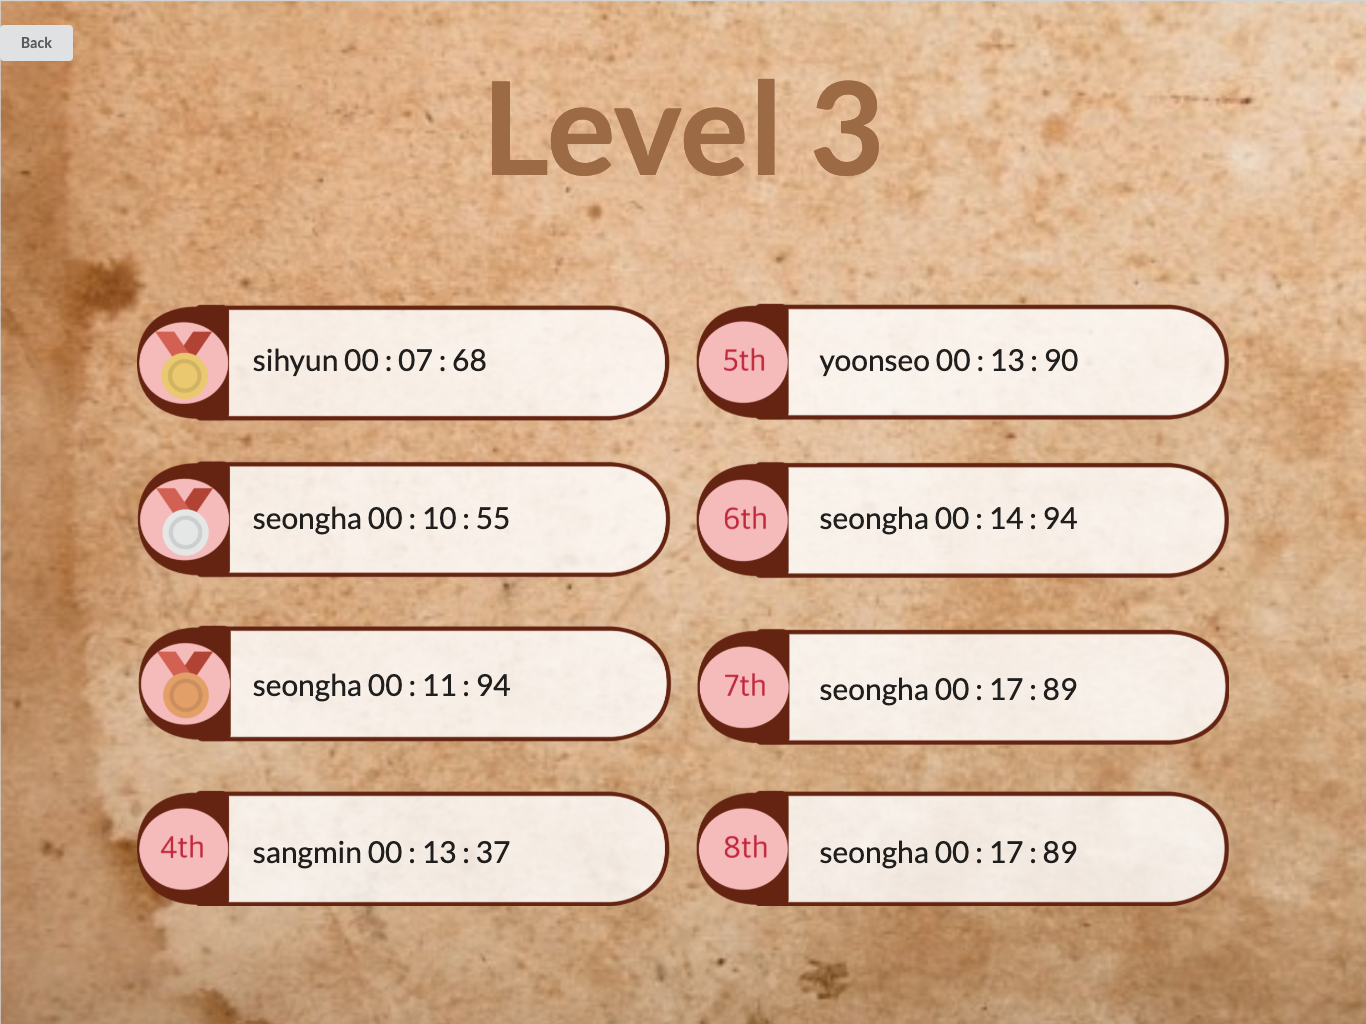 Back
Level 3
sihyun 00 : 07 : 68
seongha 00 : 10 : 55
seongha 00 : 11 : 94
4th sangmin 00 : 13 : 37
5th yoonseo 00 : 13 : 90
6th seongha 00 : 14 : 94
7th seongha 00 : 17 : 89
8th seongha 00 : 17 : 89